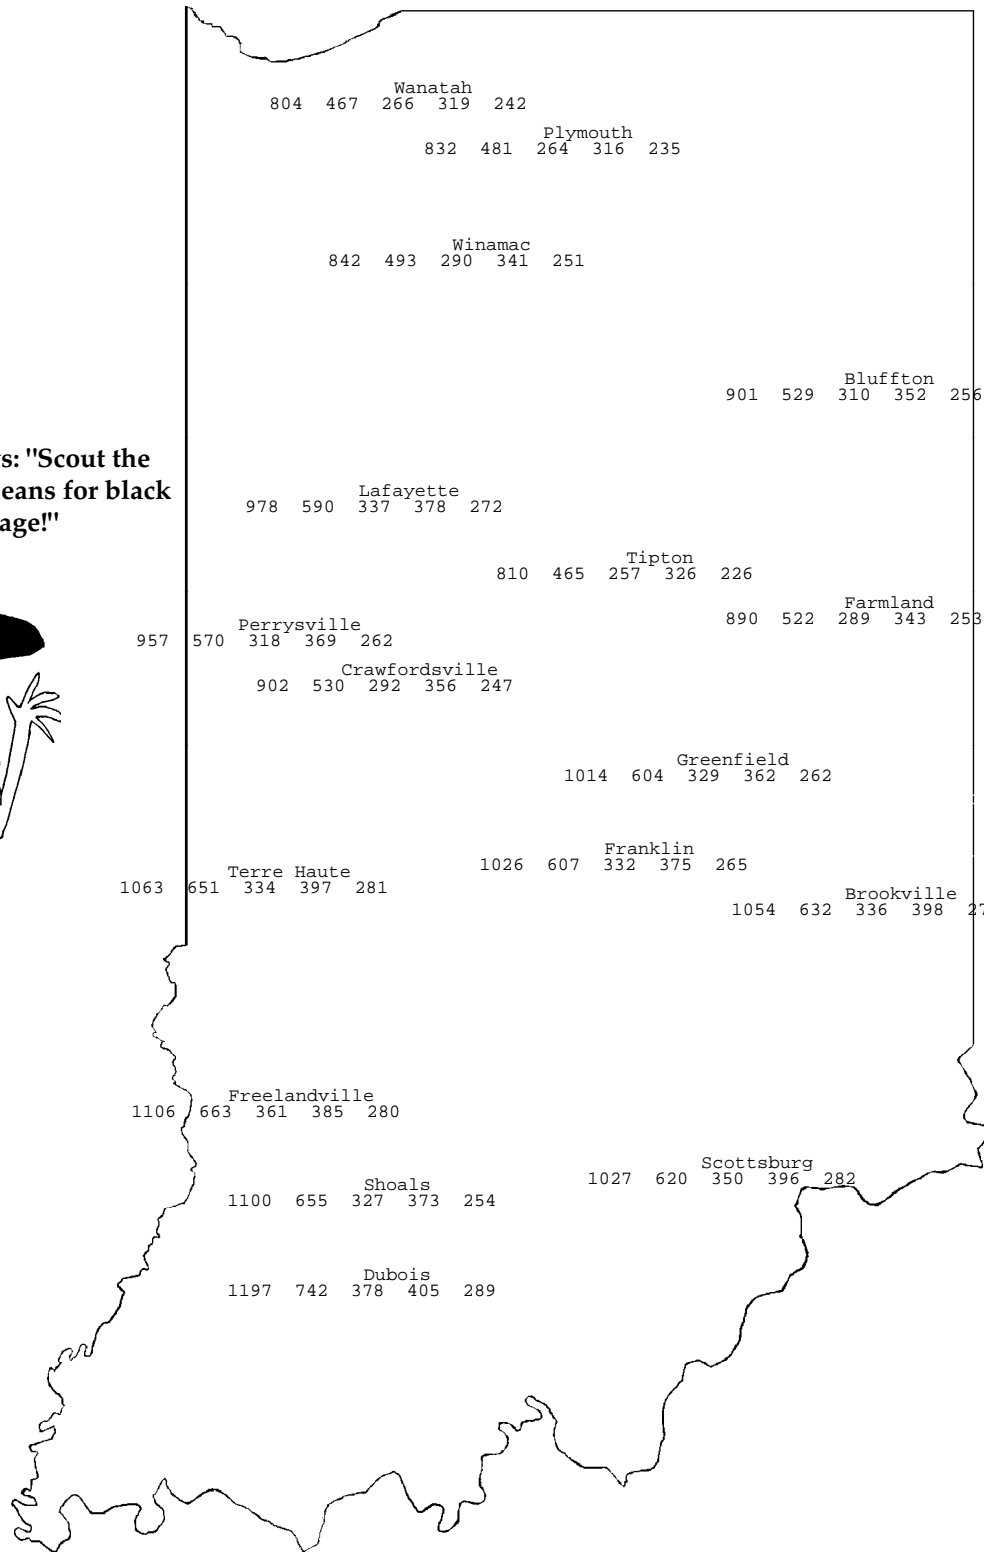 Wanatah
804 467 266 319 242
Plymouth
832 481 264 316 235
Winamac
842 493 290 341 251
Bluffton
901 529 310 352 256
s: "Scout the
eans for black
age!"
Lafayette
978 590 337 378 272
Tipton
810 465 257 326 226
Farmland
890 522 289 343 253
Perrysville
957 570 318 369 262
Crawfordsville
902 530 292 356 247
Greenfield
1014 604 329 362 262
Franklin
1026 607 332 375 265
Terre Haute
1063 651 334 397 281
Brookville
1054 632 336 398 27
Freelandville
1106 663 361 385 280
Scottsburg
1027 620 350 396 282
Shoals
1100 655 327 373 254
Dubois
1197 742 378 405 289